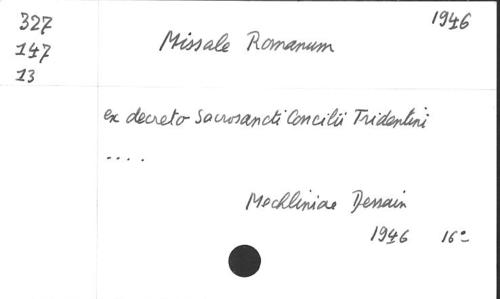 327
147
13
1946
Missale Romanum
ex decreto Sacrosancti Concilii Tridentini
....
Mechliniae Dessain
1946 16°